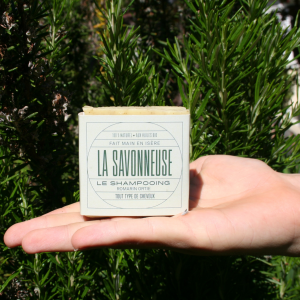 FAIT MAIN EN ISÈRE
LA SAVONNEUSE
LE SHAMPOOING
TOUT TYPE DE CHEVEUX